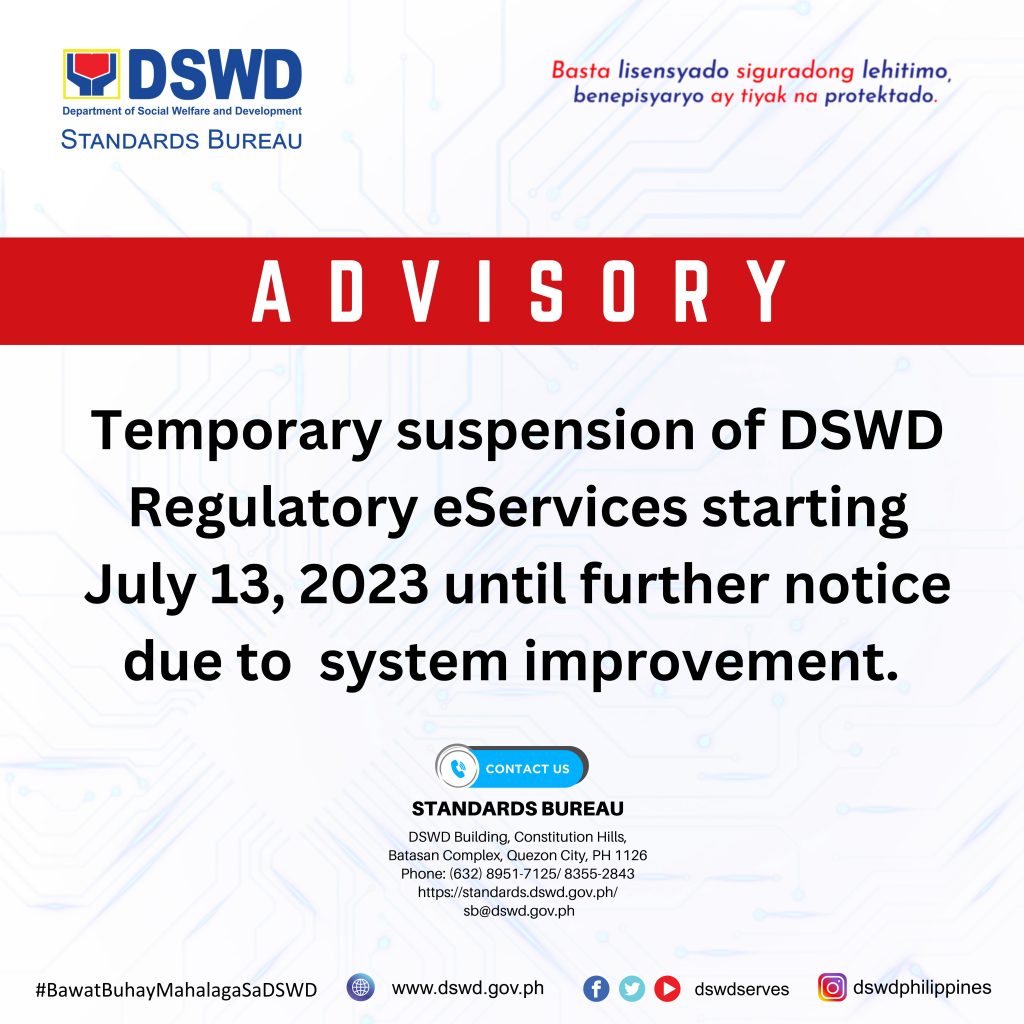 DSWD
Department of Social Welfare and Development
STANDARDS BUREAU
Basta lisensyado siguradong lehitimo,
benepisyaryo ay tiyak na protektado.
ADVISORY
Temporary suspension of DSWD
Regulatory eServices starting
July 13, 2023 until further notice
due to system improvement.
CONTACT US
STANDARDS BUREAU
DSWD Building, Constitution Hills,
Batasan Complex, Quezon City, PH 1126
Phone: (632) 8951-7125/ 8355-2843
https://standards.dswd.gov.ph/
sb@dswd.gov.ph
#BawatBuhayMahalagaSaDSWD www.dswd.gov.ph dswdserves dswdphilippines